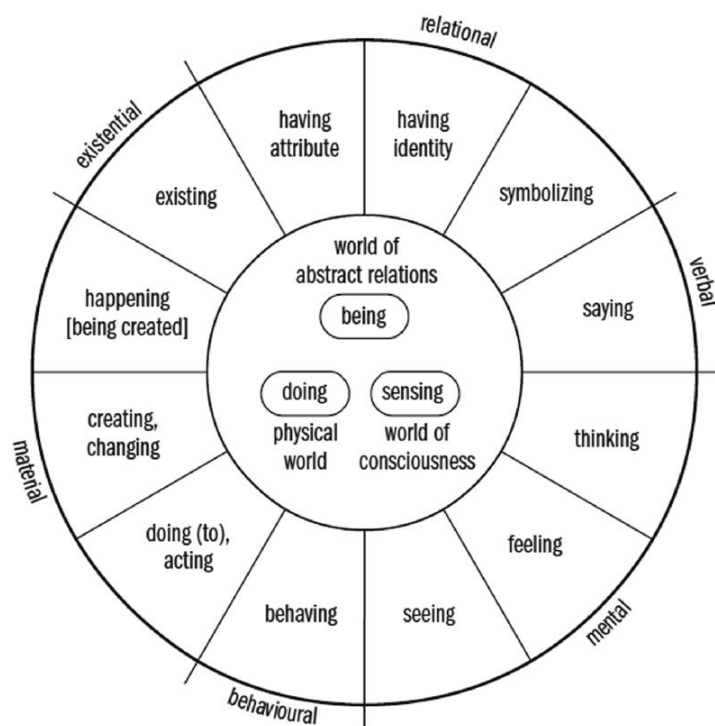 relational
existential
having
attribute
having
identity
existing
symbolizing
world of
abstract relations
verbal
happening
[being created]
being
saying
doing
sensing
creating,
changing
physical
world
world of
consciousness
thinking
material
doing (to),
acting
feeling
behaving
seeing
mental
behavioural